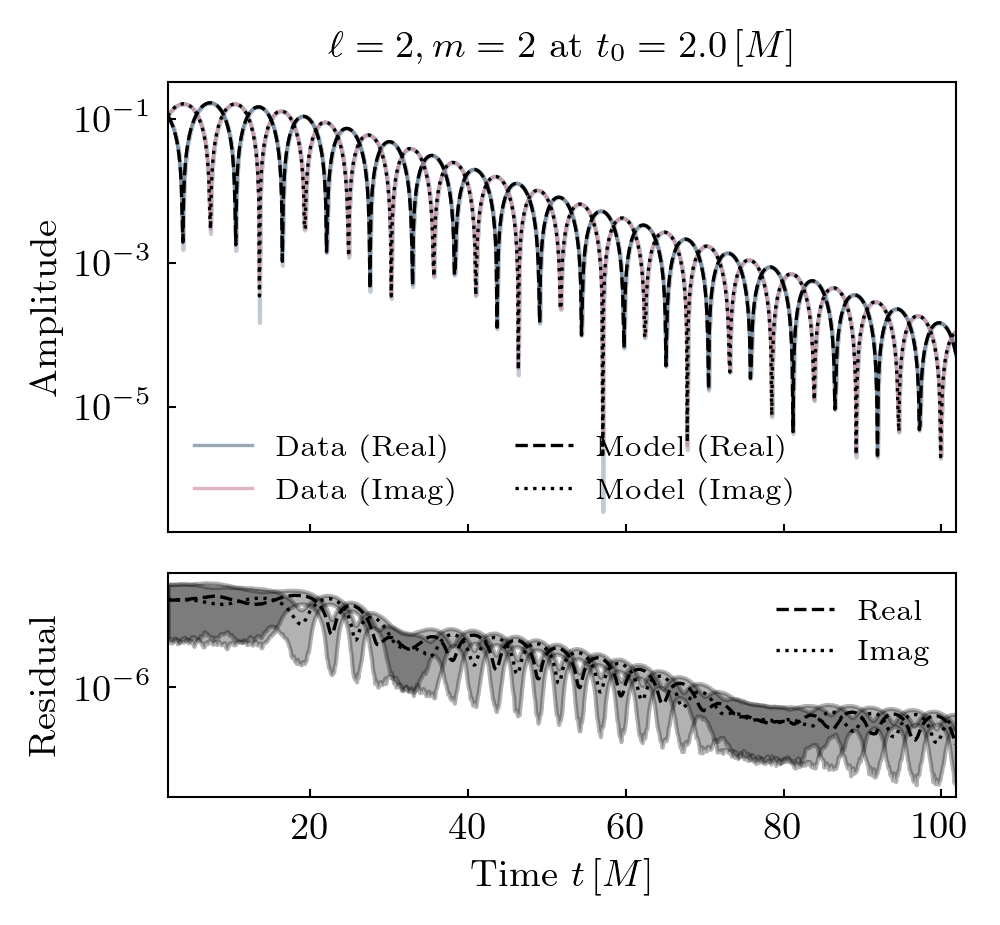 ℓ = 2, m = 2 at t₀ = 2.0 [M]
Amplitude
10⁻¹
10⁻³
10⁻⁵
Data (Real)
Data (Imag)
Model (Real)
Model (Imag)
Residual
10⁻⁶
Real
Imag
20 40 60 80 100
Time t [M]